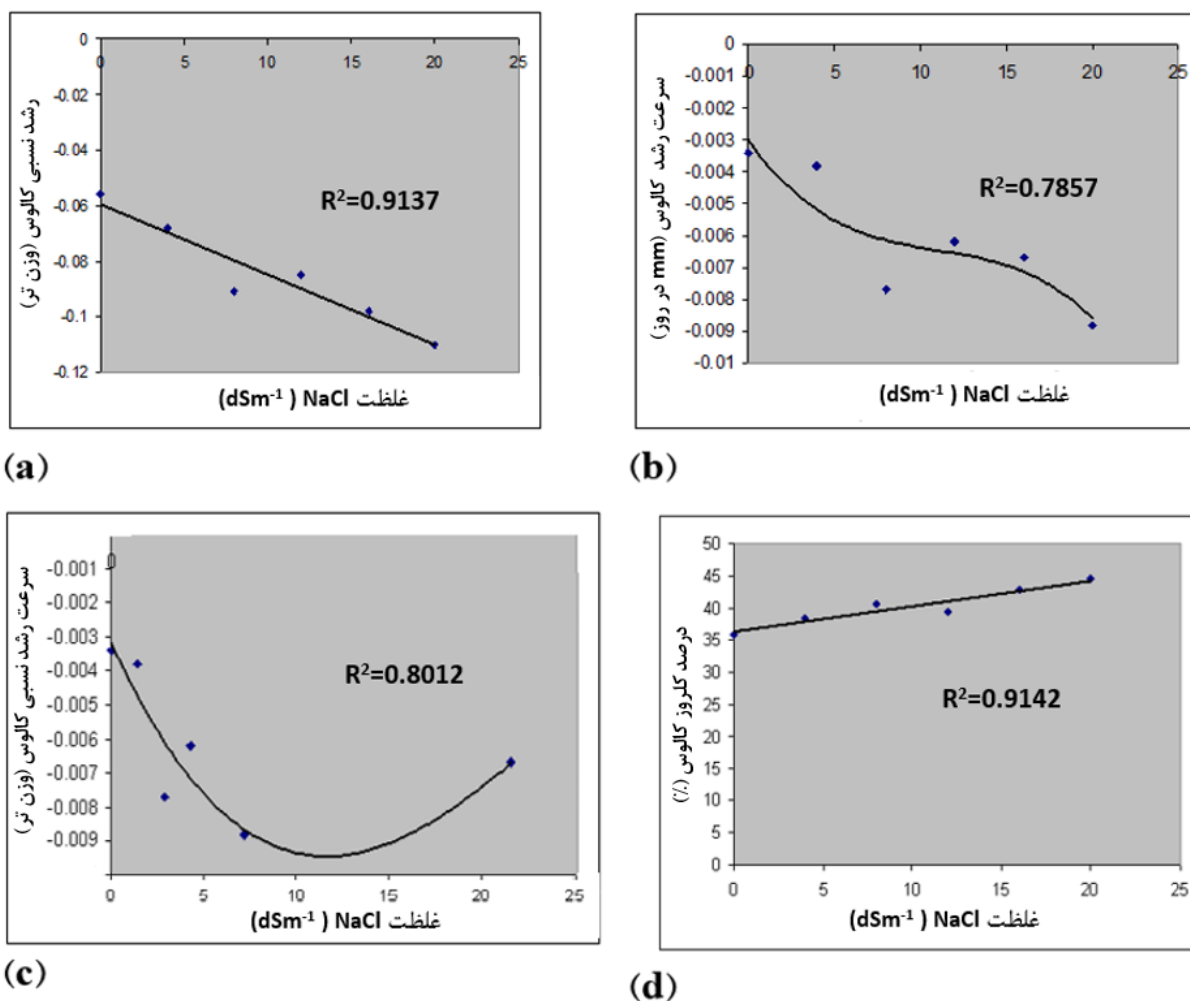 0
0 5 10 15 20 25
-0.02
-0.04
-0.06
-0.08
-0.1
-0.12
رشد نسبی کالوس (وزن تر)
R²=0.9137
غلظت NaCl ( dSm⁻¹)
(a)
0
0 5 10 15 20 25
-0.001
-0.002
-0.003
-0.004
-0.005
-0.006
-0.007
-0.008
-0.009
-0.01
سرعت رشد کالوس (mm در روز)
R²=0.7857
غلظت NaCl ( dSm⁻¹)
(b)
0
-0.001
-0.002
-0.003
-0.004
-0.005
-0.006
-0.007
-0.008
-0.009
سرعت رشد نسبی کالوس (وزن تر)
R²=0.8012
0 5 10 15 20 25
غلظت NaCl ( dSm⁻¹)
(c)
50
45
40
35
30
25
20
15
10
5
0
درصد کلروز کالوس (٪)
R²=0.9142
0 5 10 15 20 25
غلظت NaCl ( dSm⁻¹)
(d)